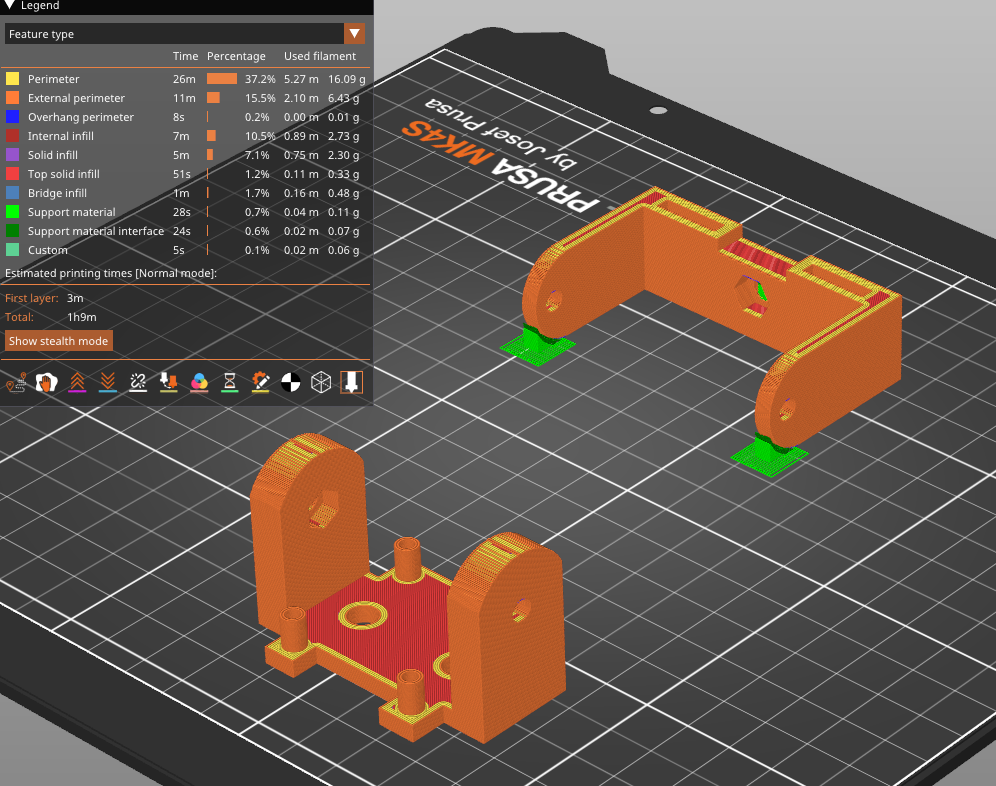 Legend
Feature type
Time Percentage Used filament
Perimeter 26m 37.2% 5.27 m 16.09 g
External perimeter 11m 15.5% 2.10 m 6.43 g
Overhang perimeter 8s 0.2% 0.00 m 0.01 g
Internal infill 7m 10.5% 0.89 m 2.73 g
Solid infill 5m 7.1% 0.75 m 2.30 g
Top solid infill 51s 1.2% 0.11 m 0.33 g
Bridge infill 1m 1.7% 0.16 m 0.48 g
Support material 28s 0.7% 0.04 m 0.11 g
Support material interface 24s 0.6% 0.02 m 0.07 g
Custom 5s 0.1% 0.02 m 0.06 g
Estimated printing times [Normal mode]:
First layer: 3m
Total: 1h9m
Show stealth mode
PRUSA MK4S
by Josef Prusa